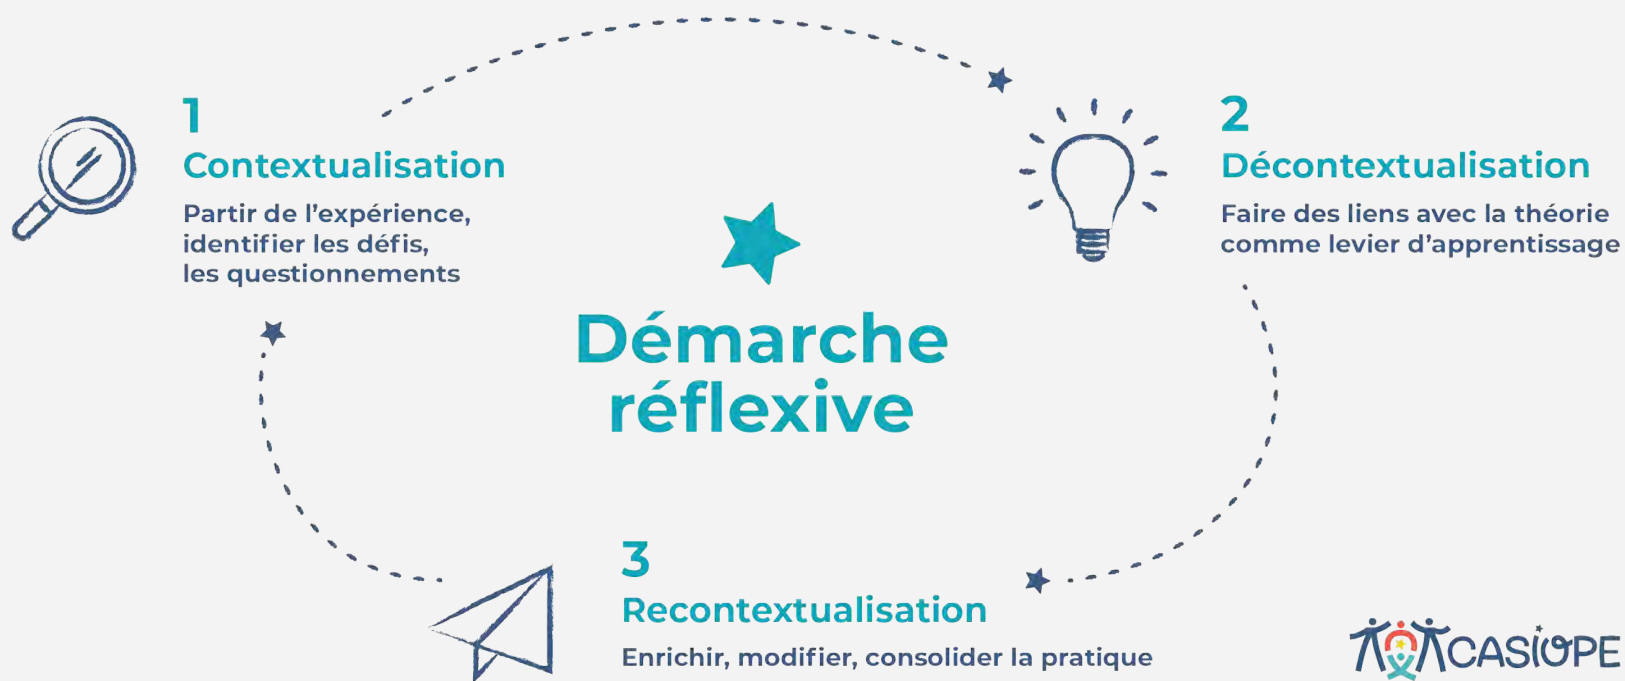 1
Contextualisation
Partir de l’expérience,
identifier les défis,
les questionnements
2
Décontextualisation
Faire des liens avec la théorie
comme levier d’apprentissage
Démarche
réflexive
3
Recontextualisation
Enrichir, modifier, consolider la pratique
CASIOPE